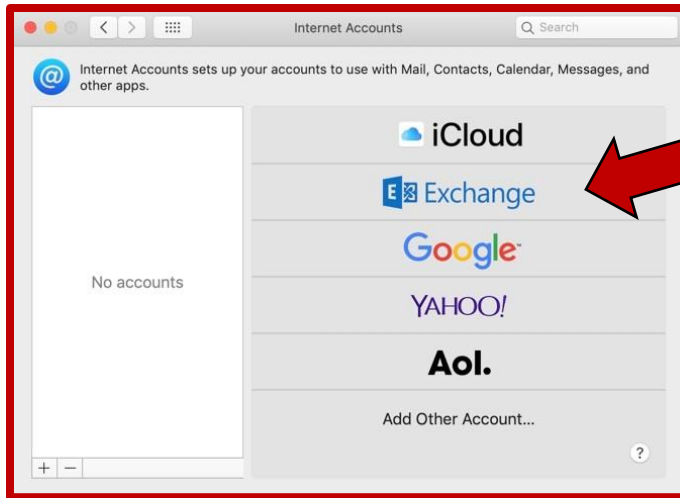 Internet Accounts
Search
Internet Accounts sets up your accounts to use with Mail, Contacts, Calendar, Messages, and
other apps.
No accounts
iCloud
E Exchange
Google
YAHOO!
Aol.
Add Other Account...
?
+ −